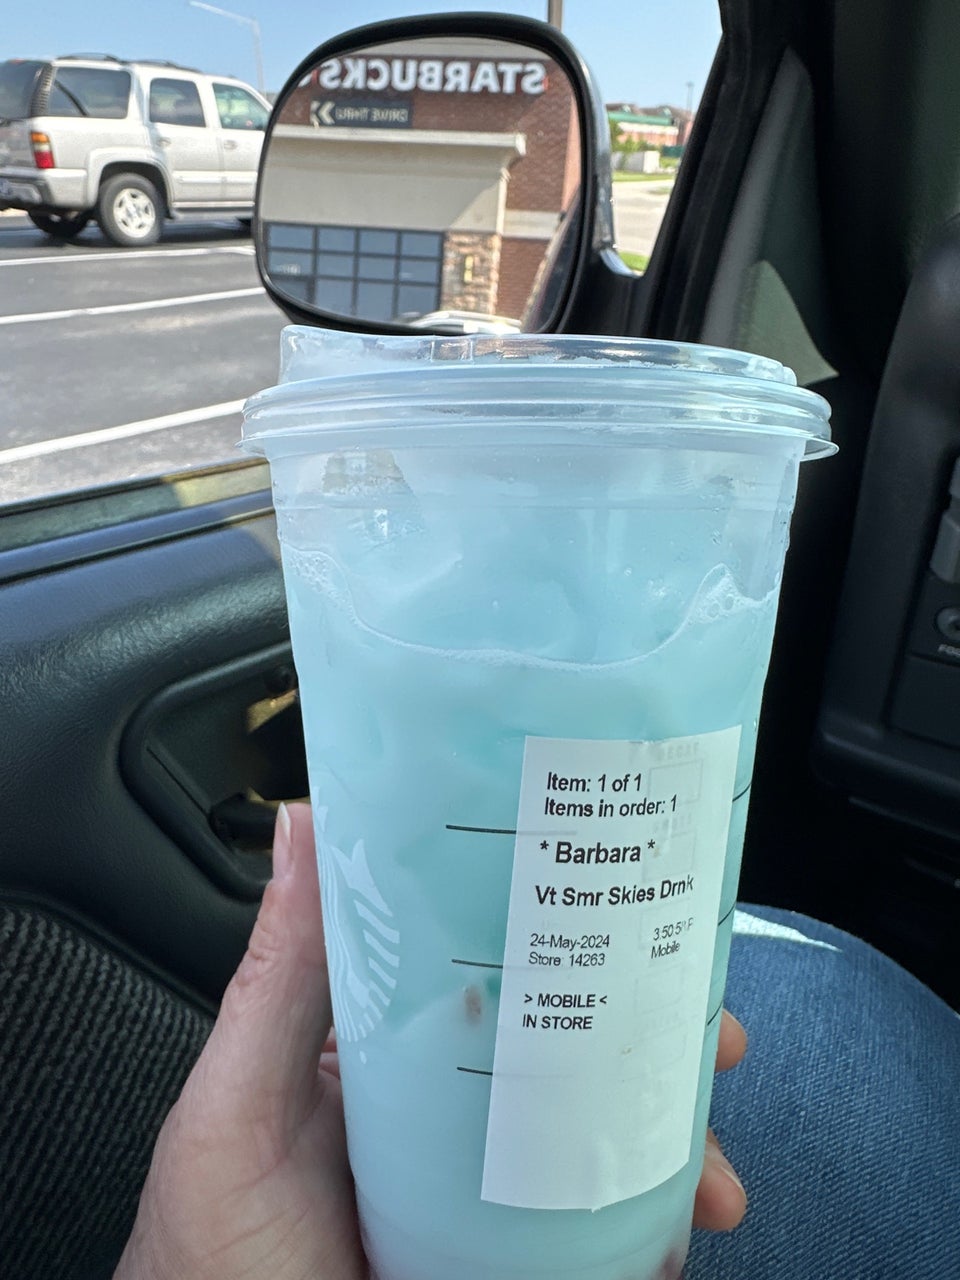 STARBUCKS
DRIVE THRU
Item: 1 of 1
Items in order: 1
* Barbara *
Vt Smr Skies Drnk
24-May-2024
Store: 14263
Mobile
> MOBILE <
IN STORE